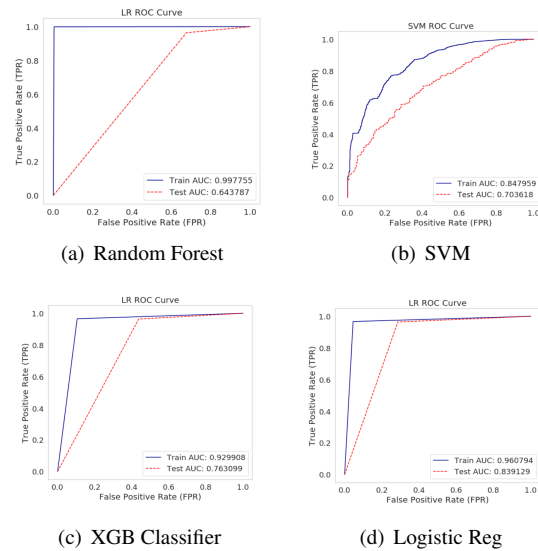 LR ROC Curve
1.0
0.8
0.6
0.4
0.2
0.0
True Positive Rate (TPR)
Train AUC: 0.997755
Test AUC: 0.643787
0.0 0.2 0.4 0.6 0.8 1.0
False Positive Rate (FPR)
(a) Random Forest
SVM ROC Curve
1.0
0.8
0.6
0.4
0.2
0.0
True Positive Rate (TPR)
Train AUC: 0.847959
Test AUC: 0.703618
0.0 0.2 0.4 0.6 0.8 1.0
False Positive Rate (FPR)
(b) SVM
LR ROC Curve
1.0
0.8
0.6
0.4
0.2
0.0
True Positive Rate (TPR)
Train AUC: 0.929908
Test AUC: 0.763099
0.0 0.2 0.4 0.6 0.8 1.0
False Positive Rate (FPR)
(c) XGB Classifier
LR ROC Curve
1.0
0.8
0.6
0.4
0.2
0.0
True Positive Rate (TPR)
Train AUC: 0.960794
Test AUC: 0.839129
0.0 0.2 0.4 0.6 0.8 1.0
False Positive Rate (FPR)
(d) Logistic Reg